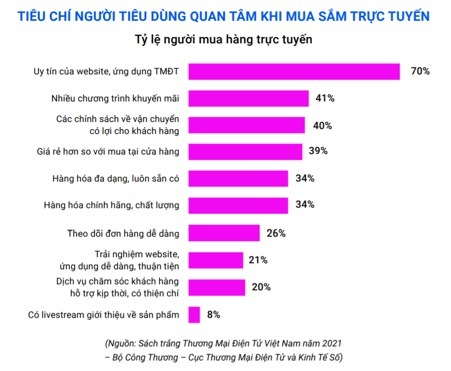 TIÊU CHÍ NGƯỜI TIÊU DÙNG QUAN TÂM KHI MUA SẮM TRỰC TUYẾN
Tỷ lệ người mua hàng trực tuyến
Uy tín của website, ứng dụng TMĐT 70%
Nhiều chương trình khuyến mãi 41%
Các chính sách về vận chuyển
có lợi cho khách hàng 40%
Giá rẻ hơn so với mua tại cửa hàng 39%
Hàng hóa đa dạng, luôn sẵn có 34%
Hàng hóa chính hãng, chất lượng 34%
Theo dõi đơn hàng dễ dàng 26%
Trải nghiệm website,
ứng dụng dễ dàng, thuận tiện 21%
Dịch vụ chăm sóc khách hàng
hỗ trợ kịp thời, có thiện chí 20%
Có livestream giới thiệu về sản phẩm 8%
(Nguồn: Sách trắng Thương Mại Điện Tử Việt Nam năm 2021
– Bộ Công Thương – Cục Thương Mại Điện Tử và Kinh Tế Số)